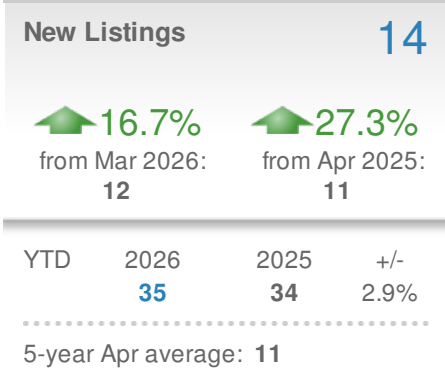 New Listings 14
16.7% 27.3%
from Mar 2026: from Apr 2025:
12 11
YTD 2026 2025 +/-
35 34 2.9%
5-year Apr average: 11